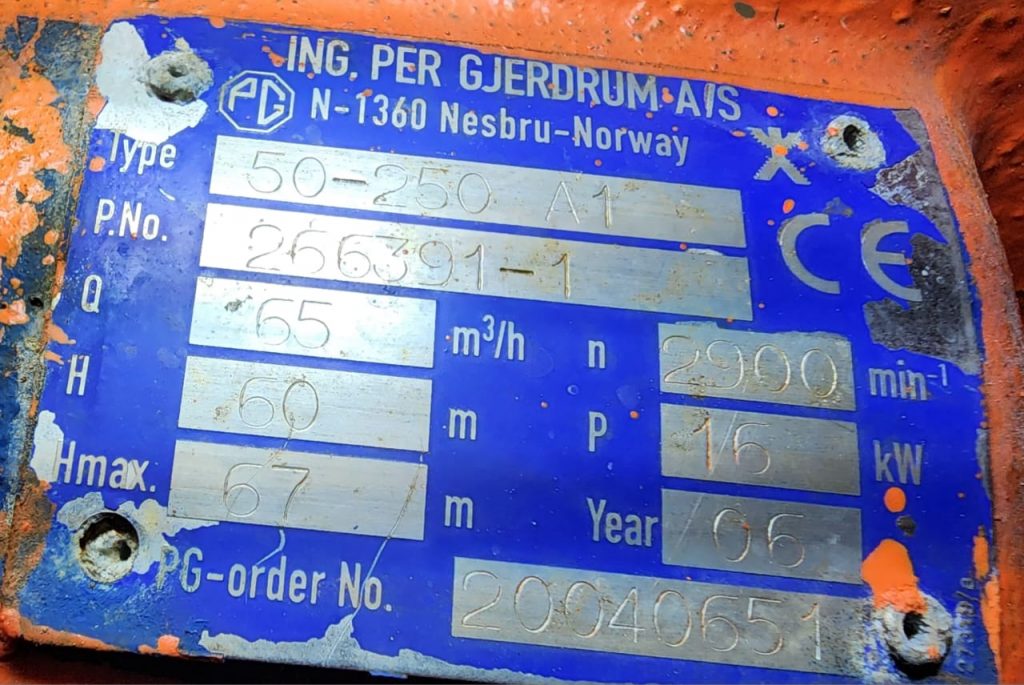 ING. PER GJERDRUM A/S
PG N-1360 Nesbru-Norway
Type 50-250 A1
P.No. 266391-1
CE
Q 65 m³/h n 2900 min⁻¹
H 60 m P 16 kW
Hmax. 67 m Year 06
PG-order No. 20040651